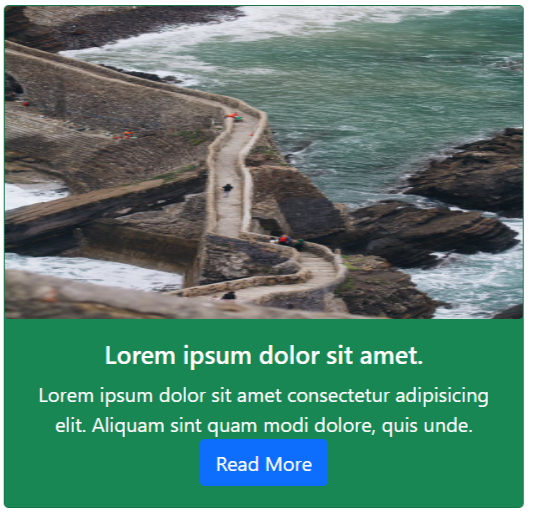 Lorem ipsum dolor sit amet.
Lorem ipsum dolor sit amet consectetur adipisicing
elit. Aliquam sint quam modi dolore, quis unde.
Read More